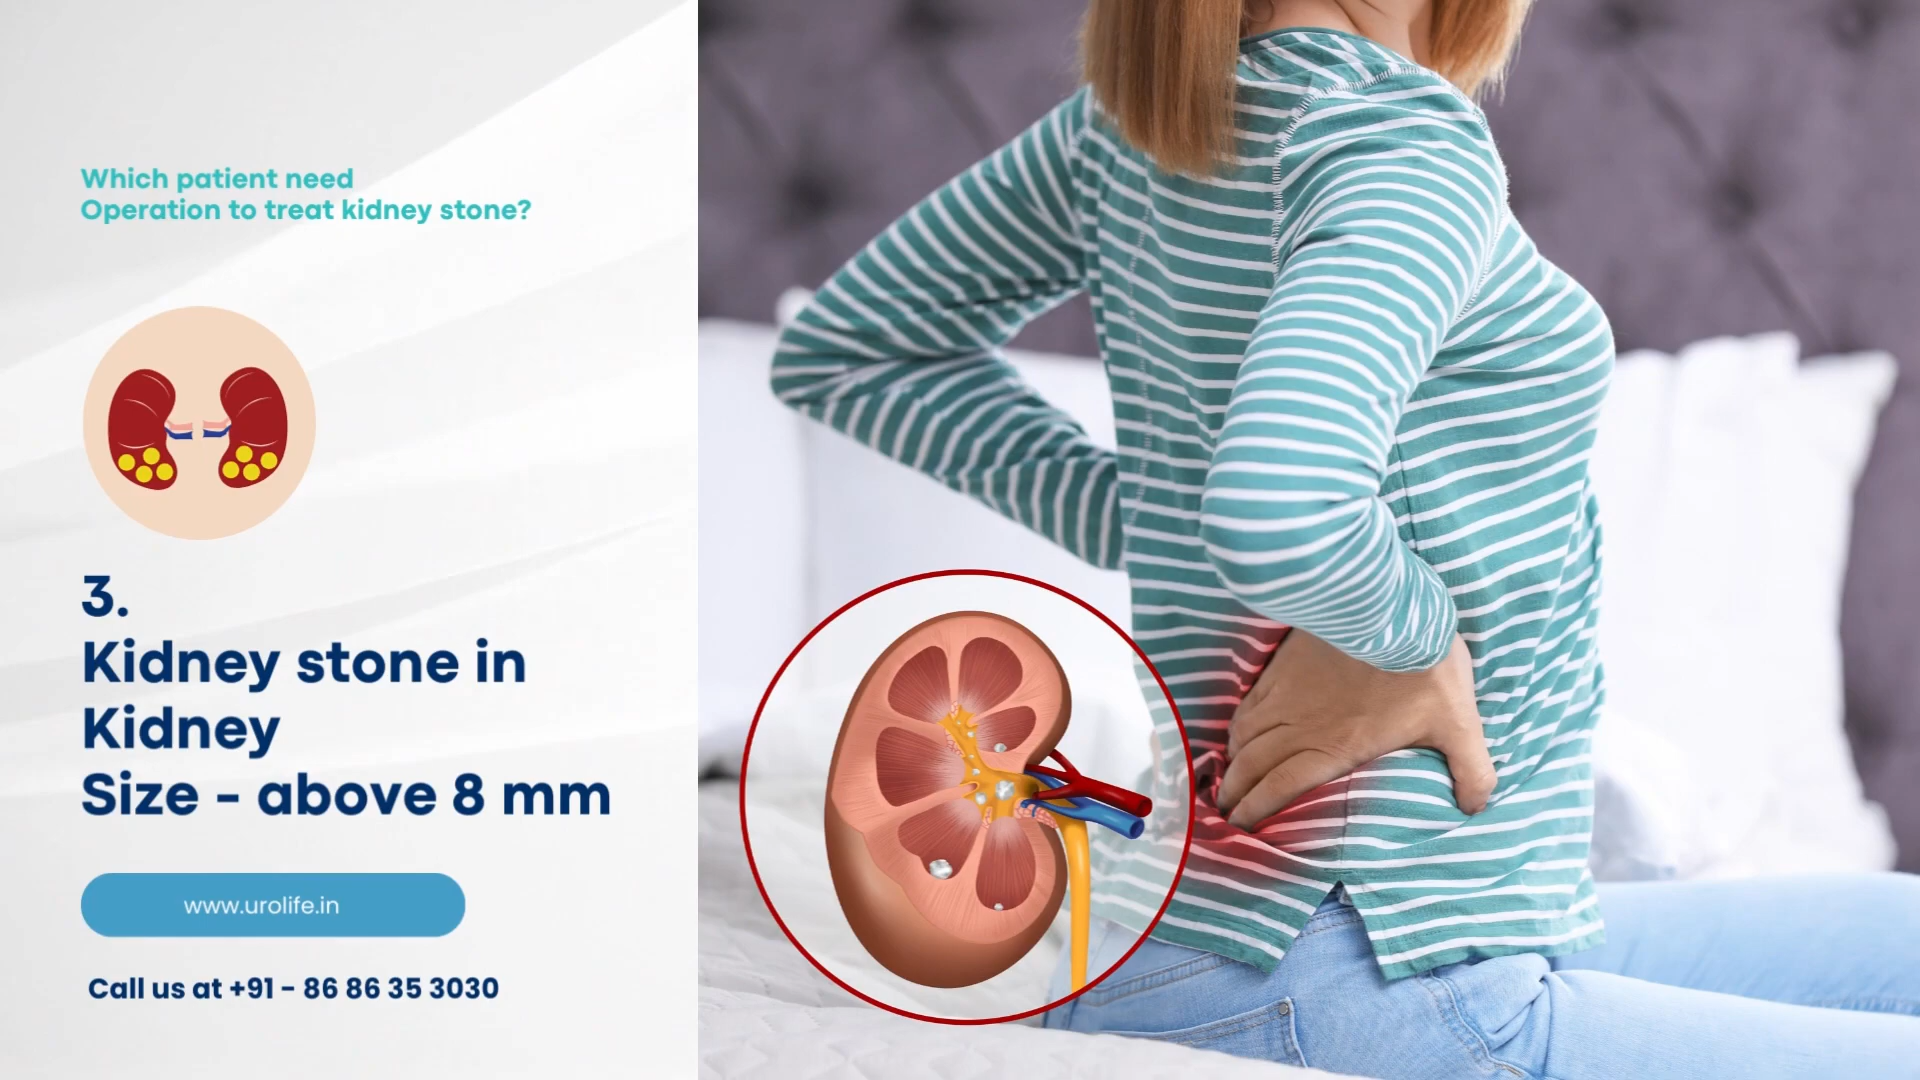 Which patient need
Operation to treat kidney stone?
3.
Kidney stone in
Kidney
Size - above 8 mm
www.urolife.in
Call us at +91 - 86 86 35 3030